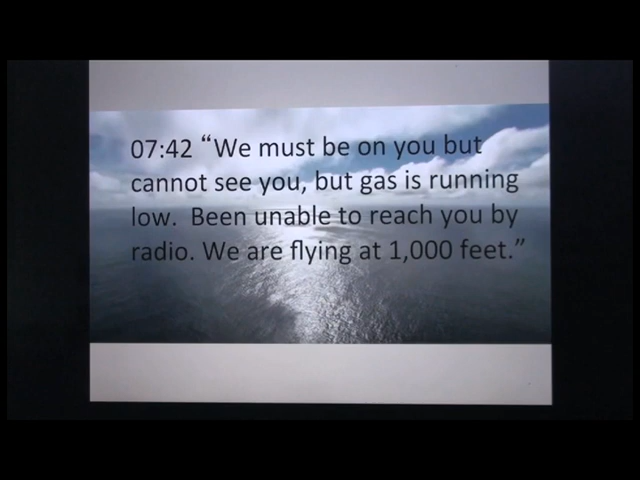 07:42 “We must be on you but
cannot see you, but gas is running
low.  Been unable to reach you by
radio. We are flying at 1,000 feet.”